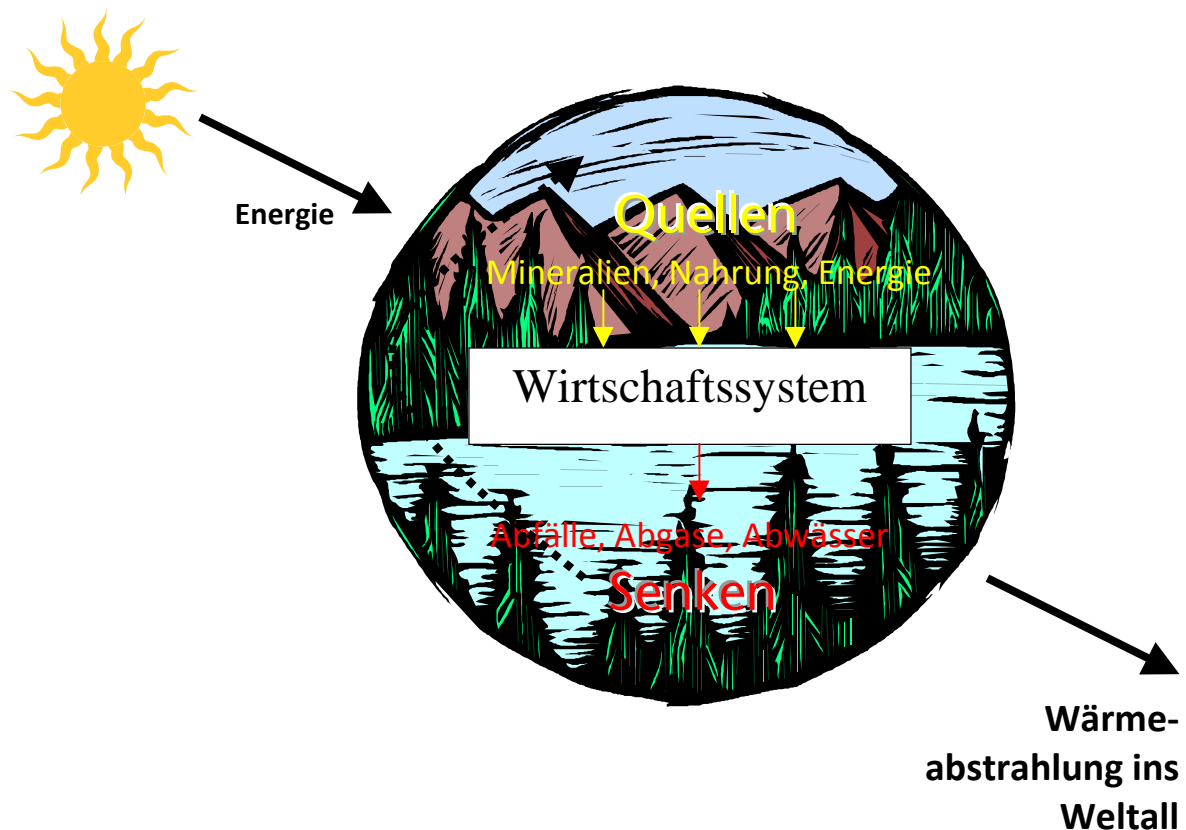 Energie
Quellen
Mineralien, Nahrung, Energie
Wirtschaftssystem
Abfälle, Abgase, Abwässer
Senken
Wärme-
abstrahlung ins
Weltall